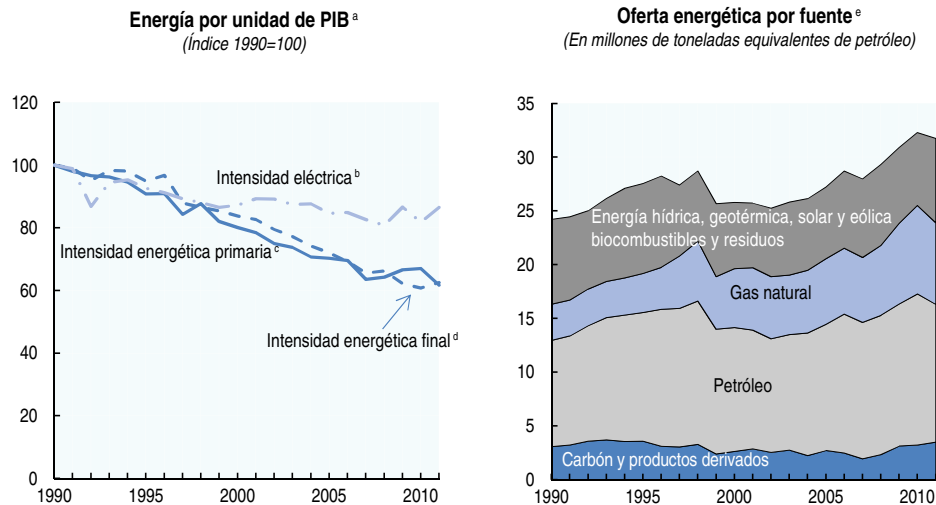 Energía por unidad de PIB a
(Índice 1990=100)
120
100
80
60
40
20
0
1990
1995
2000
2005
2010
Intensidad eléctrica b
Intensidad energética primaria c
Intensidad energética final d
Oferta energética por fuente e
(En millones de toneladas equivalentes de petróleo)
35
30
25
20
15
10
5
0
1990
1995
2000
2005
2010
Energía hídrica, geotérmica, solar y eólica
biocombustibles y residuos
Gas natural
Petróleo
Carbón y productos derivados